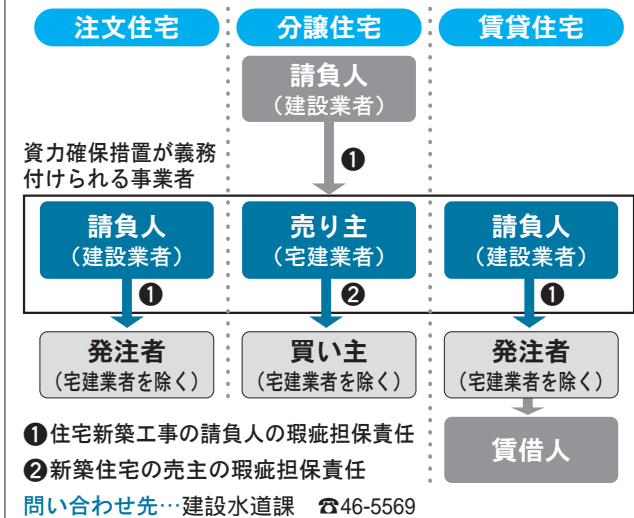 注文住宅 分譲住宅 賃貸住宅
請負人
（建設業者）
❶
資力確保措置が義務
付けられる事業者
請負人
（建設業者）
売り主
（宅建業者）
請負人
（建設業者）
❶ ❷ ❶
発注者
（宅建業者を除く）
買い主
（宅建業者を除く）
発注者
（宅建業者を除く）
賃借人
❶住宅新築工事の請負人の瑕疵担保責任
❷新築住宅の売主の瑕疵担保責任
問い合わせ先…建設水道課 ☎46-5569